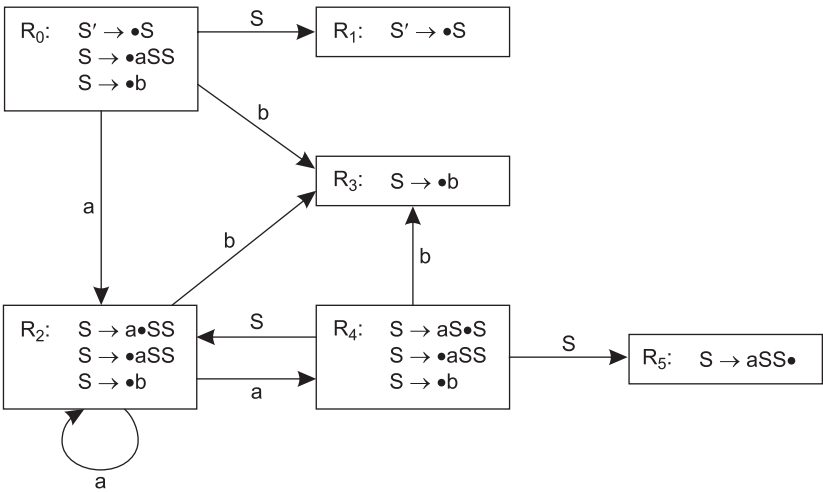 R₀: S′ → •S
S → •aSS
S → •b
S
R₁: S′ → •S
b
a
R₃: S → •b
b
b
R₂: S → a•SS
S → •aSS
S → •b
S
a
R₄: S → aS•S
S → •aSS
S → •b
S
R₅: S → aSS•
a